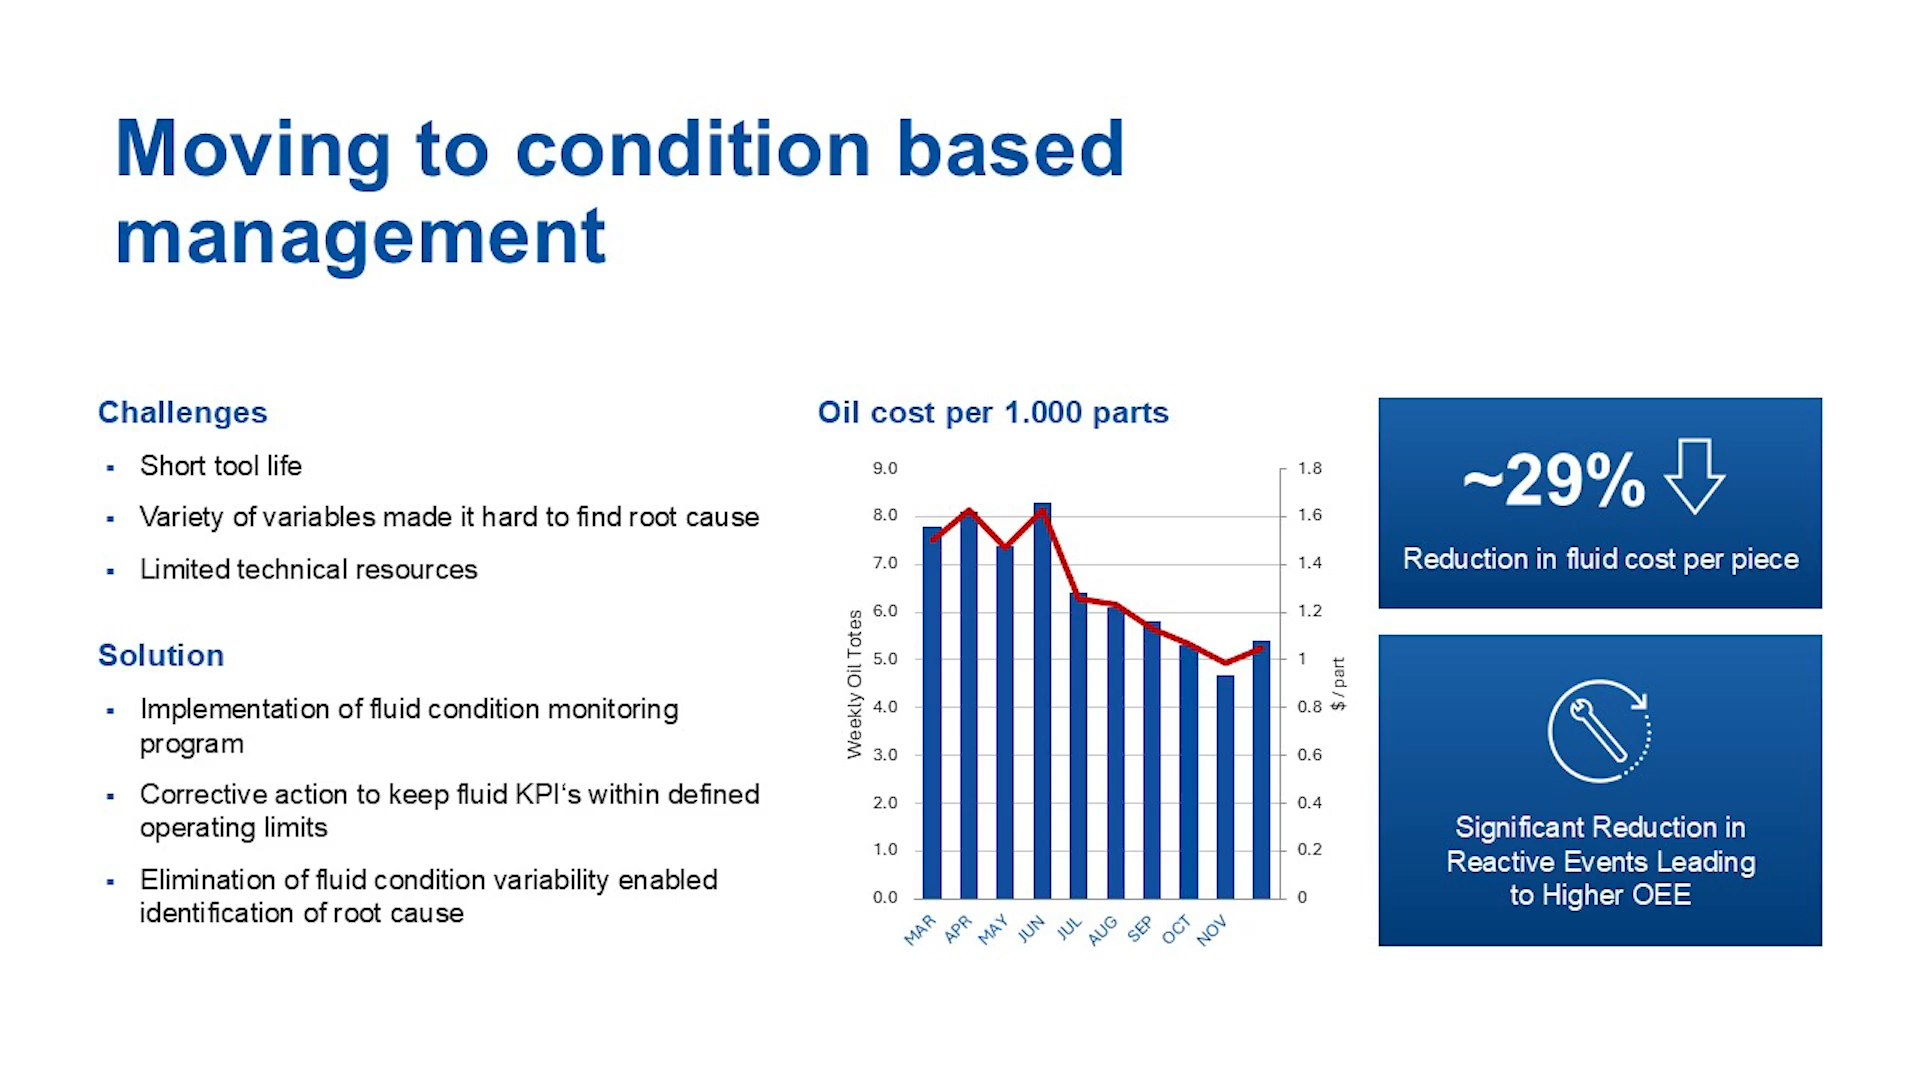 Moving to condition based
management
Challenges
▪ Short tool life
▪ Variety of variables made it hard to find root cause
▪ Limited technical resources
Solution
▪ Implementation of fluid condition monitoring
program
▪ Corrective action to keep fluid KPI‘s within defined
operating limits
▪ Elimination of fluid condition variability enabled
identification of root cause
Oil cost per 1.000 parts
Weekly Oil Totes
9.0
8.0
7.0
6.0
5.0
4.0
3.0
2.0
1.0
0.0
1.8
1.6
1.4
1.2
1
0.8
0.6
0.4
0.2
0
$ / part
MAR
APR
MAY
JUN
JUL
AUG
SEP
OCT
NOV
~29%
Reduction in fluid cost per piece
Significant Reduction in
Reactive Events Leading
to Higher OEE